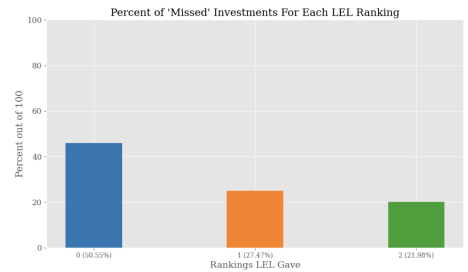 Percent of 'Missed' Investments For Each LEL Ranking
100
80
60
40
20
0
Percent out of 100
0 (50.55%) 1 (27.47%) 2 (21.98%)
Rankings LEL Gave